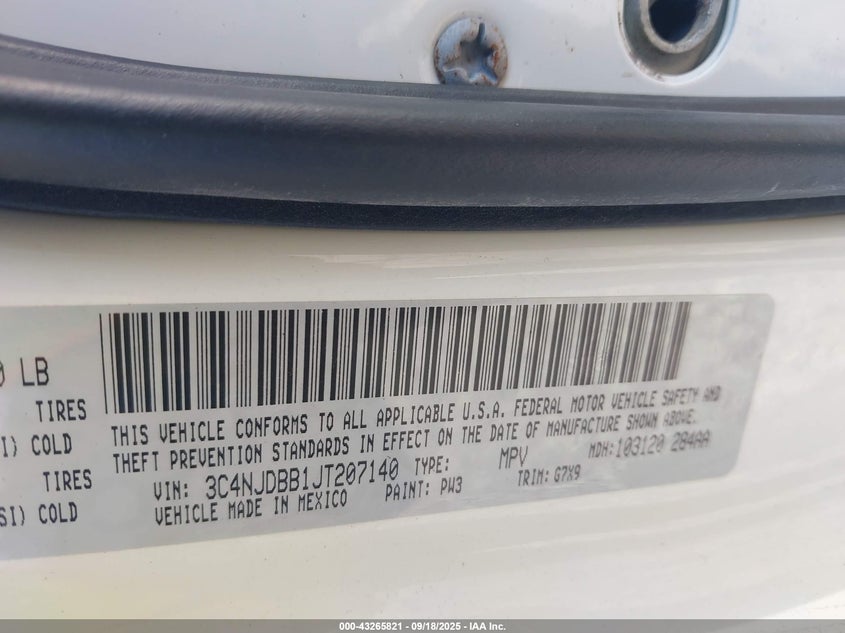 0 LB
TIRES
I) COLD
TIRES
SI) COLD
THIS VEHICLE CONFORMS TO ALL APPLICABLE U.S.A. FEDERAL MOTOR VEHICLE SAFETY AND
THEFT PREVENTION STANDARDS IN EFFECT ON THE DATE OF MANUFACTURE SHOWN ABOVE.
VIN: 3C4NJDBB1JT207140 TYPE: MPV MDH:103120 284AA
VEHICLE MADE IN MEXICO PAINT: PW3 TRIM: G7X9
000-43265821 - 09/18/2025 - IAA Inc.